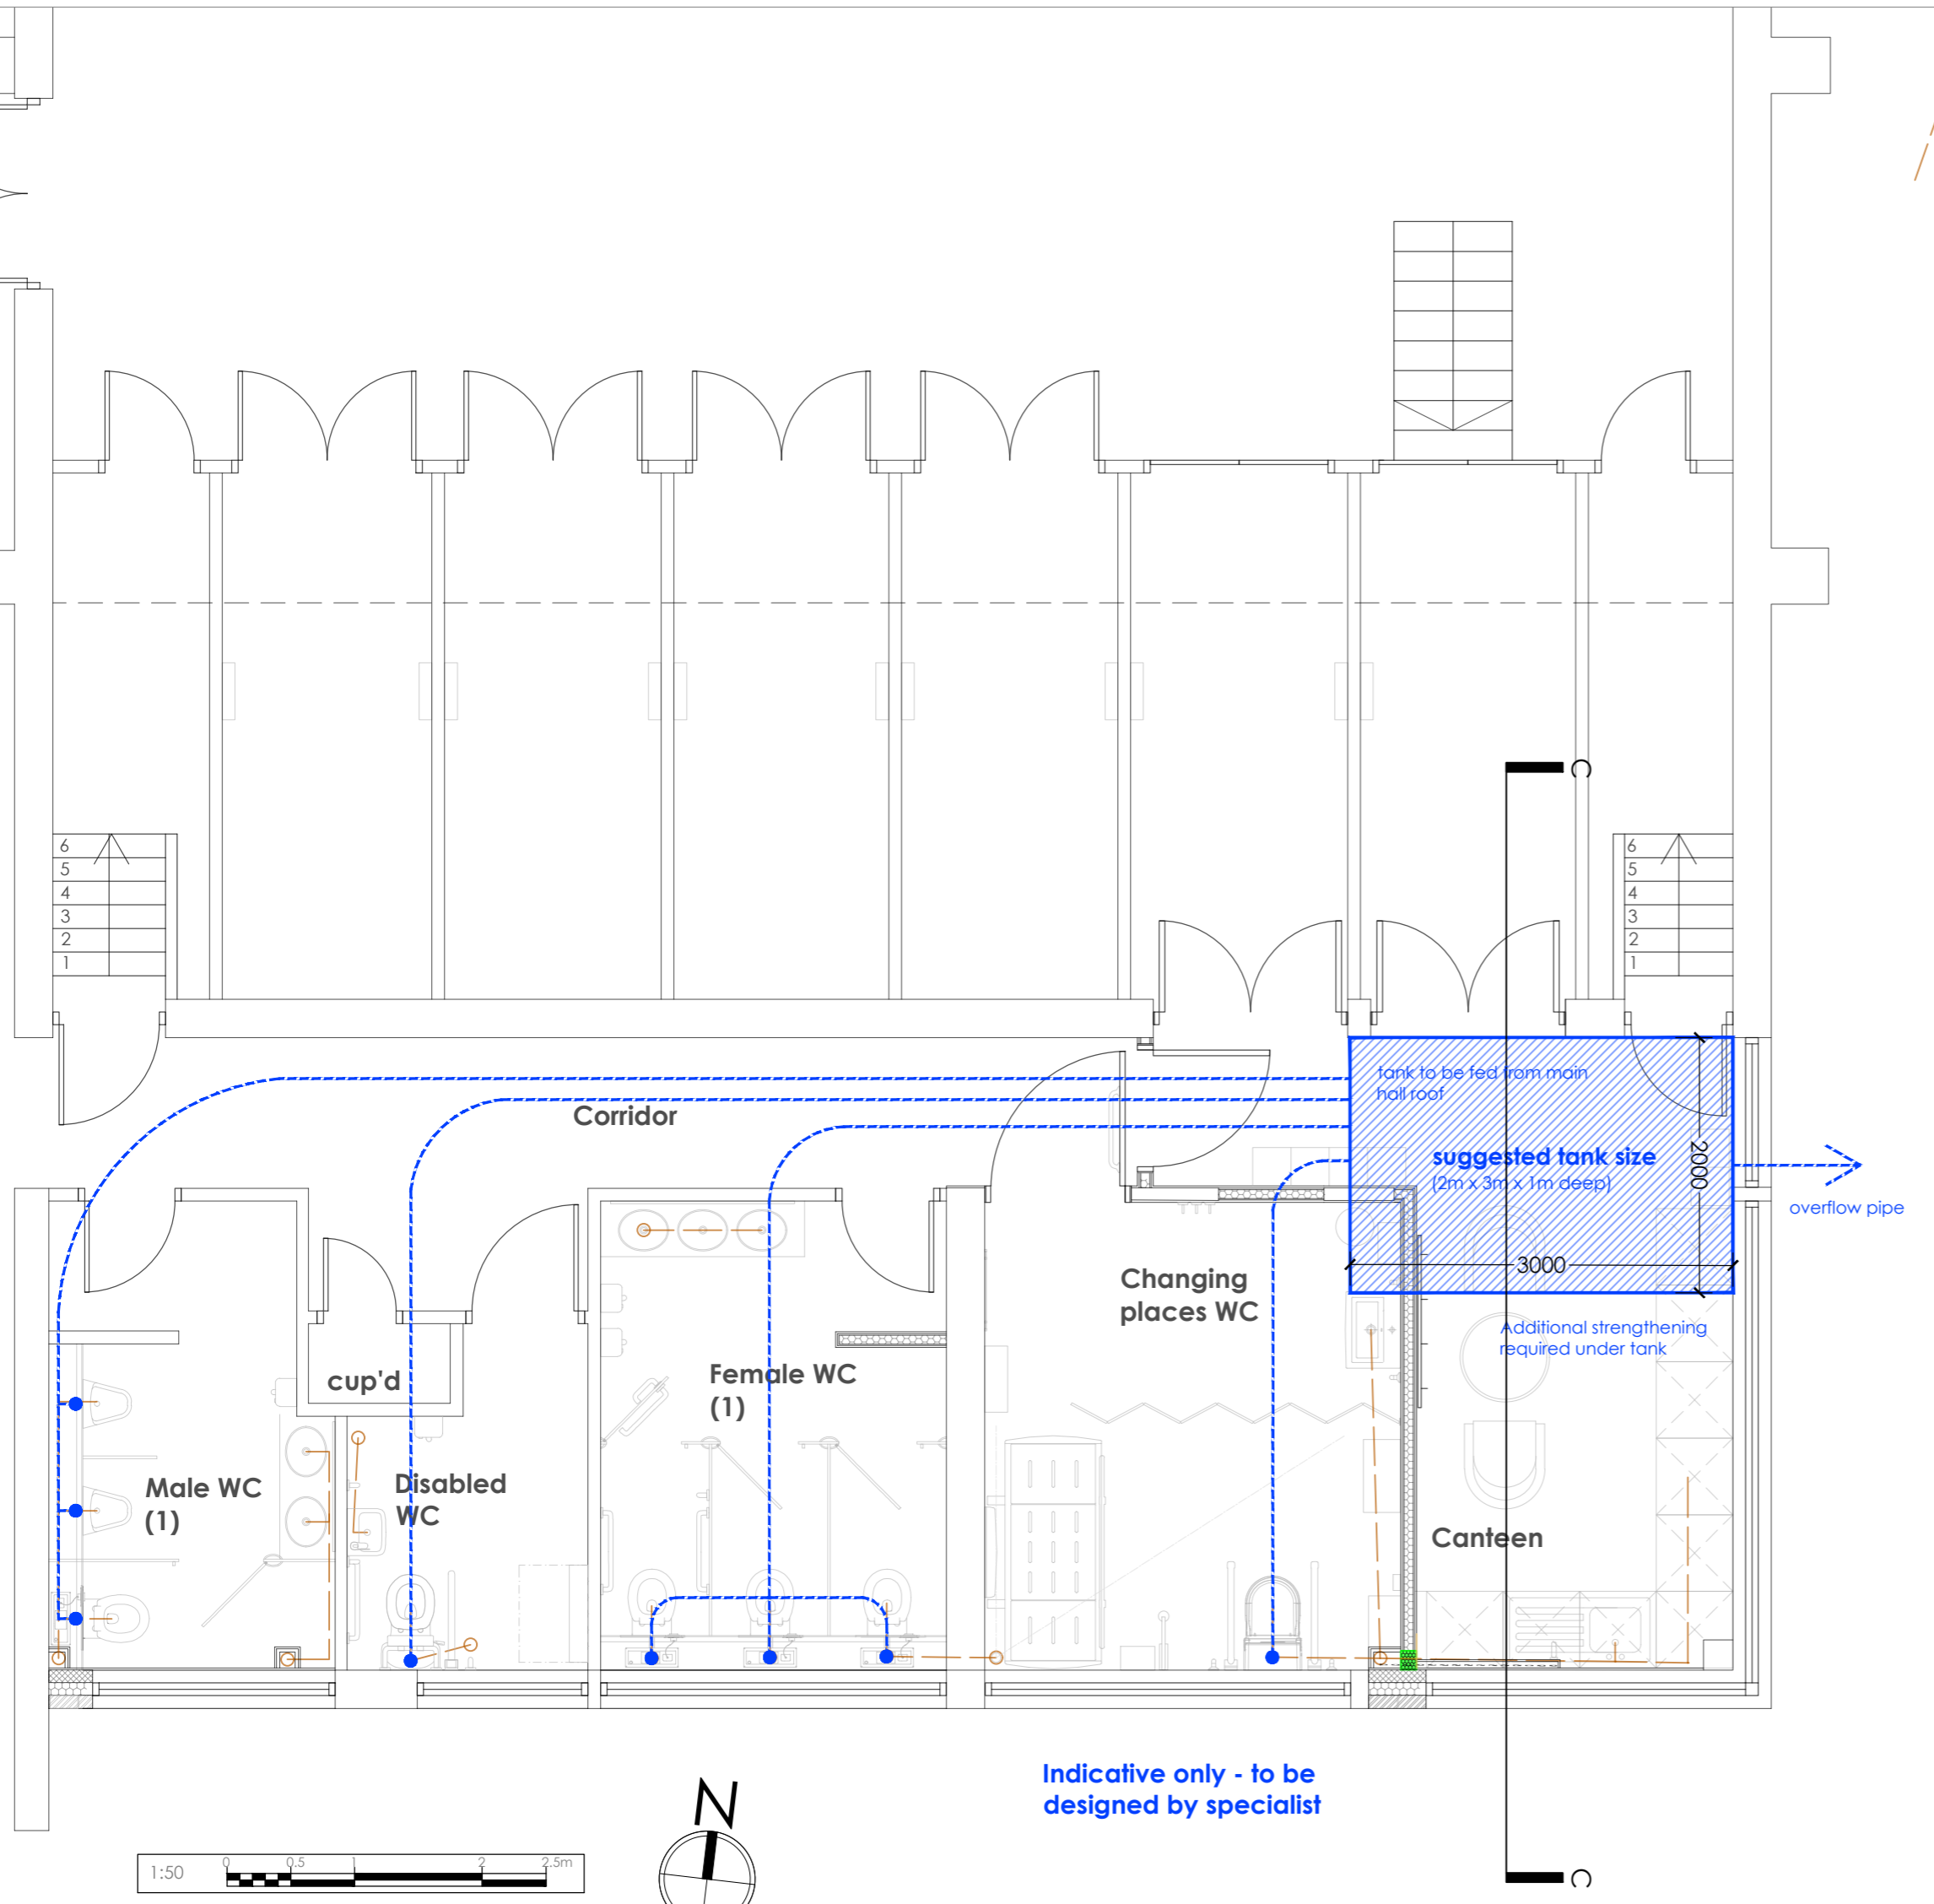 C
6
5
4
3
2
1
6
5
4
3
2
1
tank to be fed from main
hall roof
Corridor
suggested tank size
(2m x 3m x 1m deep)
2000
overflow pipe
3000
Changing
places WC
Additional strengthening
required under tank
cup'd
Female WC
(1)
Male WC
(1)
Disabled
WC
Canteen
Indicative only - to be
designed by specialist
N
1:50
0 0.5 1 2 2.5m
C